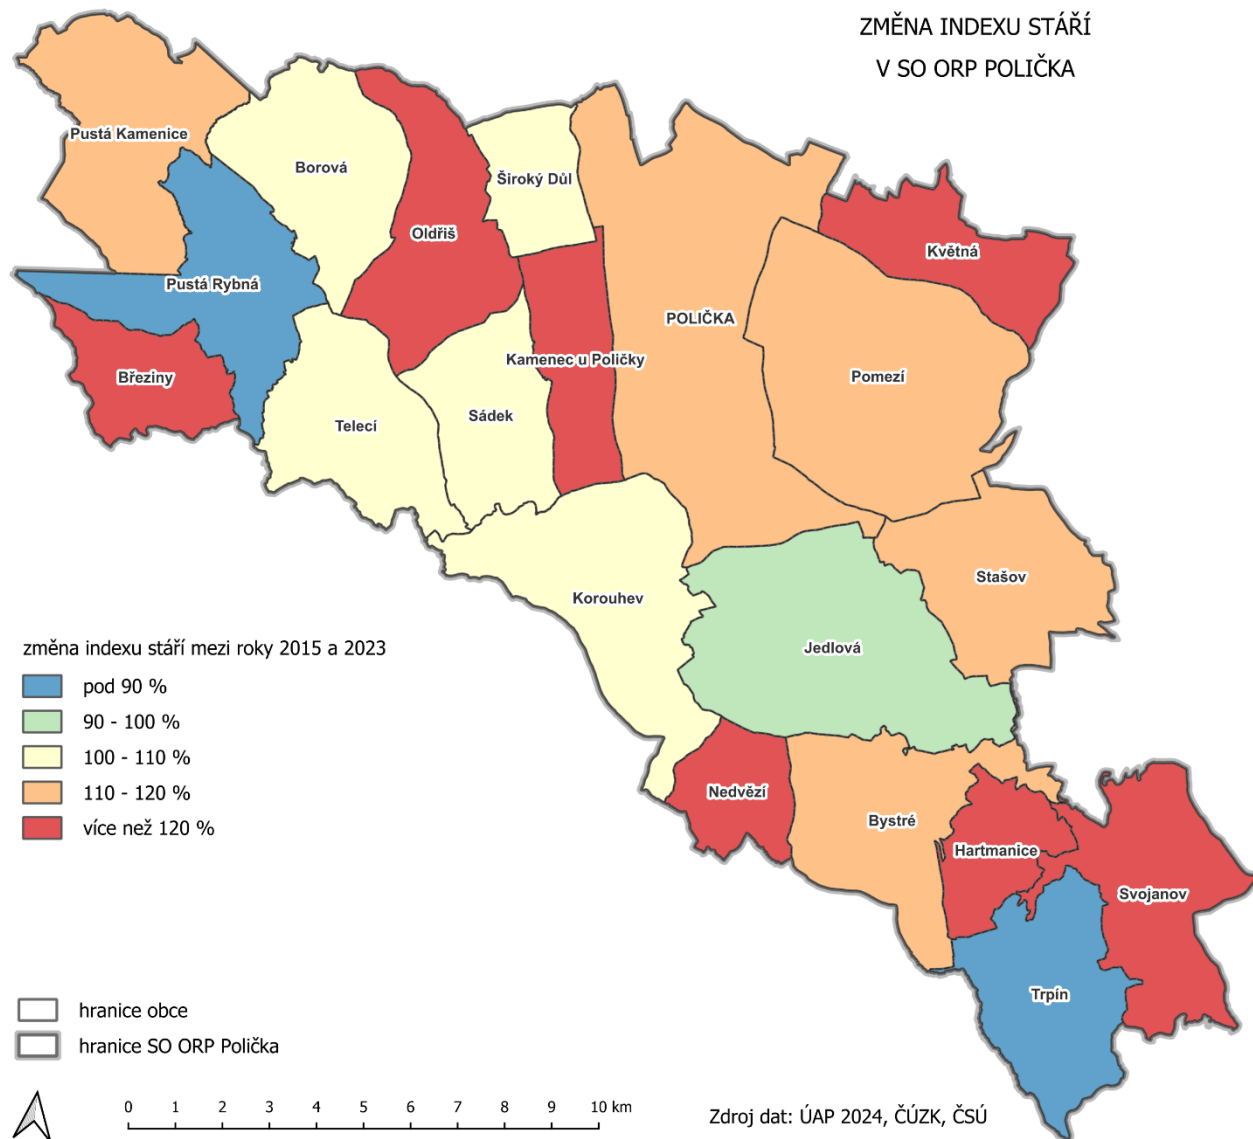 ZMĚNA INDEXU STÁŘÍ
V SO ORP POLIČKA
Pustá Kamenice
Borová
Široký Důl
Oldřiš
Květná
Pustá Rybná
POLIČKA
Kamenec u Poličky
Březiny
Pomezí
Sádek
Telecí
Stašov
Korouhev
Jedlová
změna indexu stáří mezi roky 2015 a 2023
pod 90 %
90 - 100 %
100 - 110 %
110 - 120 %
více než 120 %
Nedvězí
Bystré
Hartmanice
Svojanov
Trpín
hranice obce
hranice SO ORP Polička
0 1 2 3 4 5 6 7 8 9 10 km
Zdroj dat: ÚAP 2024, ČÚZK, ČSÚ